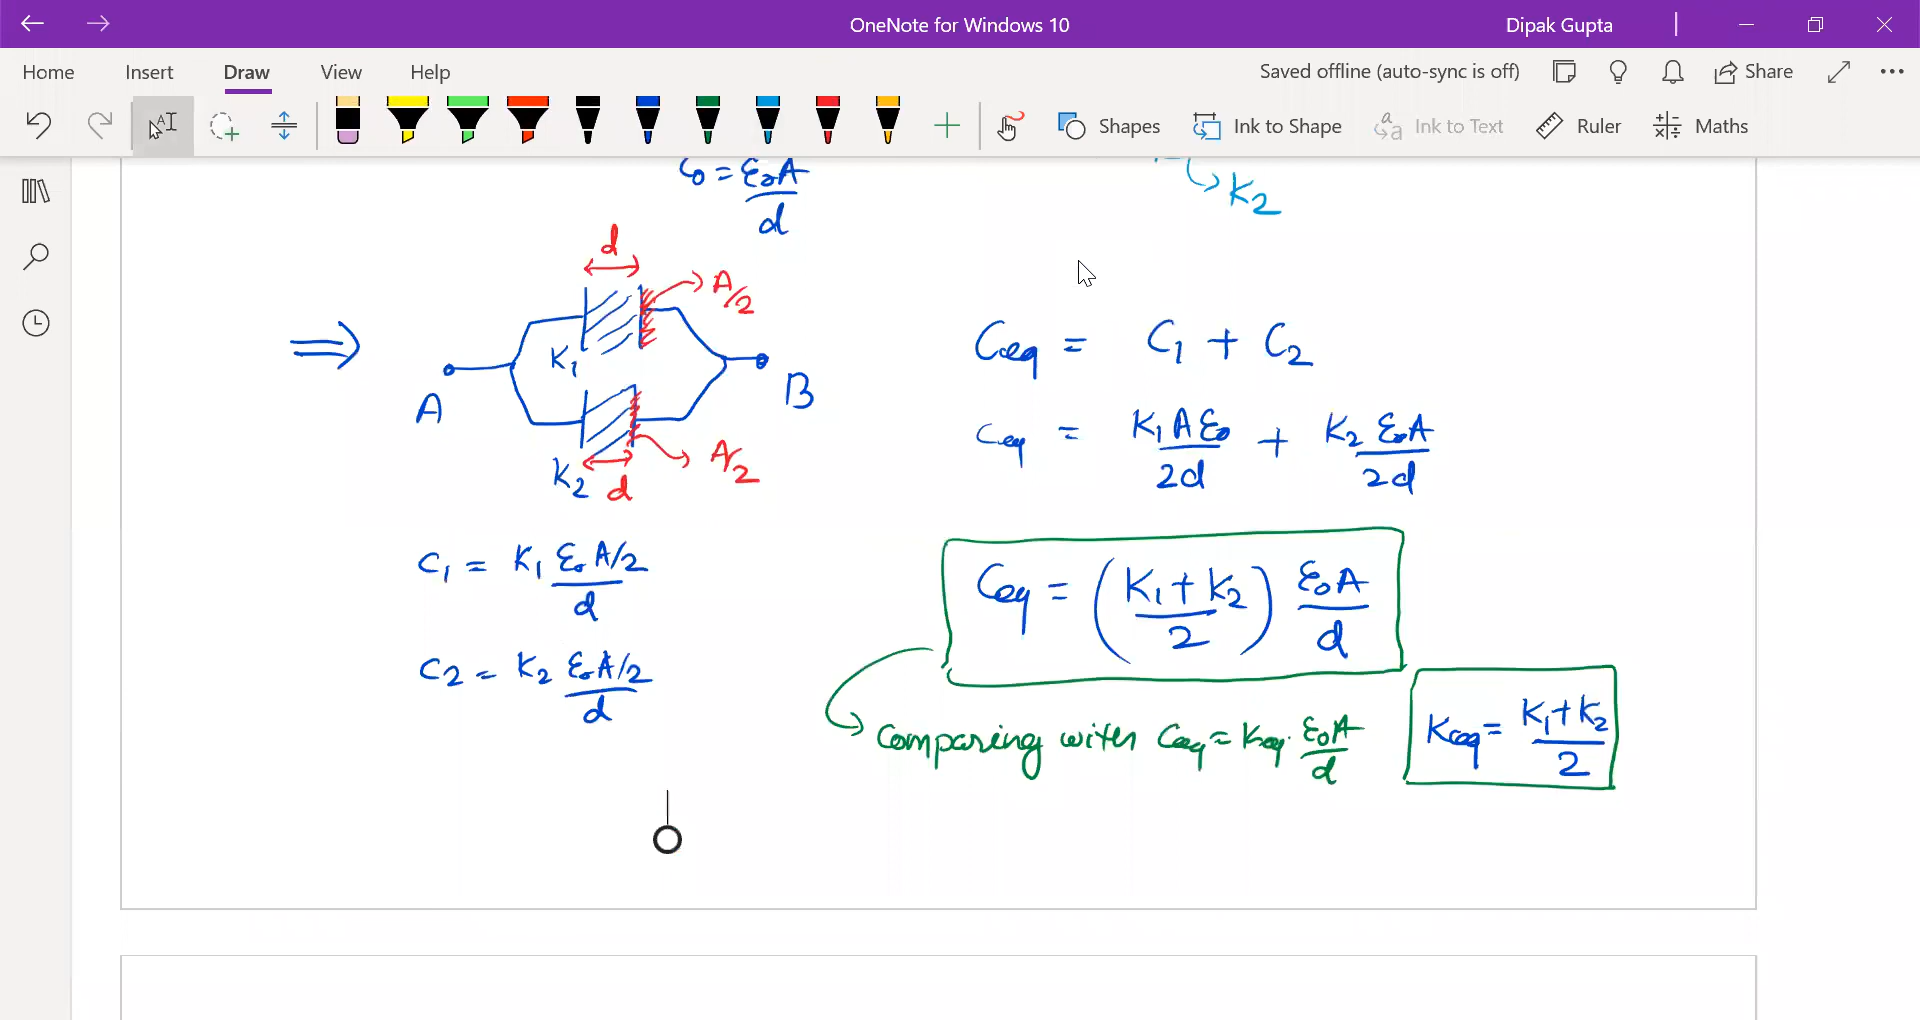 OneNote for Windows 10
Dipak Gupta
Home Insert Draw View Help
Saved offline (auto-sync is off) Share
Shapes Ink to Shape Ink to Text Ruler Maths
C₀ = ε₀A/d
K₂
d
A/2
K₁
A
B
A/2
K₂ d
C₁ = K₁ ε₀A/2 / d
C₂ = K₂ ε₀A/2 / d
Ceq = C₁ + C₂
Ceq = K₁Aε₀/2d + K₂ε₀A/2d
Ceq = (K₁+K₂/2) ε₀A/d
Comparing with Ceq = Keq. ε₀A/d
Keq = K₁+K₂/2